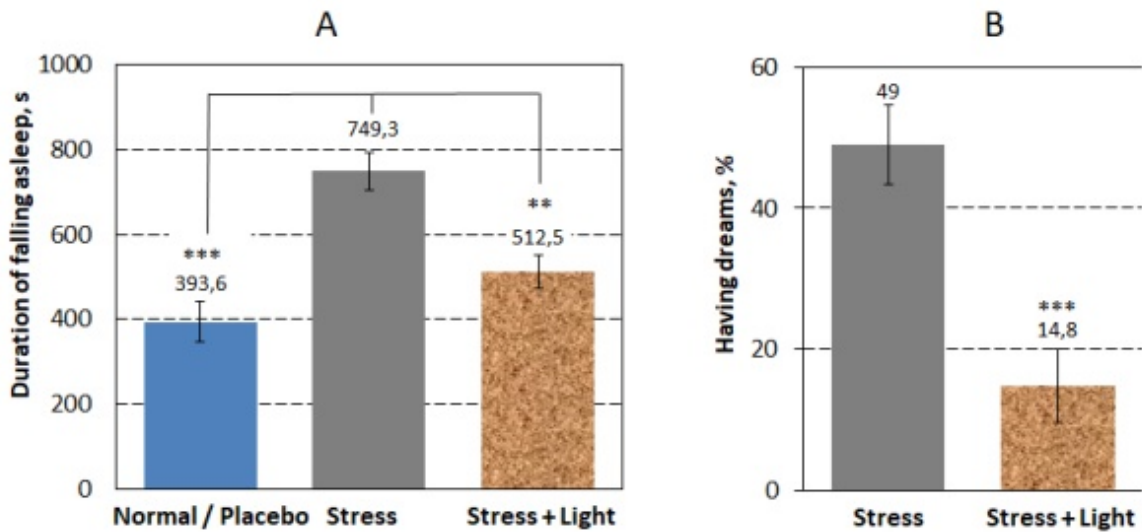 A
Duration of falling asleep, s
1000
800
600
400
200
0
749,3
**
512,5
***
393,6
Normal / Placebo
Stress
Stress + Light
B
Having dreams, %
60
40
20
0
49
***
14,8
Stress
Stress + Light